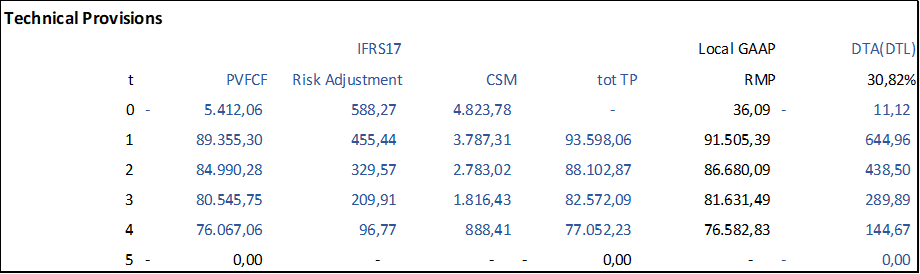 Technical Provisions
IFRS17 Local GAAP DTA(DTL)
t PVFCF Risk Adjustment CSM tot TP RMP 30,82%
0 - 5.412,06 588,27 4.823,78 - 36,09 - 11,12
1 89.355,30 455,44 3.787,31 93.598,06 91.505,39 644,96
2 84.990,28 329,57 2.783,02 88.102,87 86.680,09 438,50
3 80.545,75 209,91 1.816,43 82.572,09 81.631,49 289,89
4 76.067,06 96,77 888,41 77.052,23 76.582,83 144,67
5 - 0,00 - - - 0,00 - - 0,00